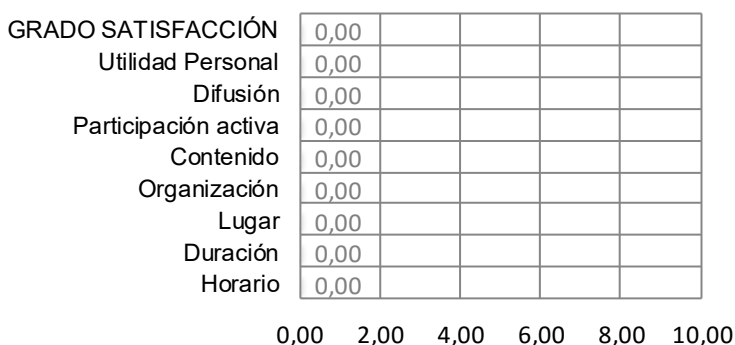 GRADO SATISFACCIÓN 0,00
Utilidad Personal 0,00
Difusión 0,00
Participación activa 0,00
Contenido 0,00
Organización 0,00
Lugar 0,00
Duración 0,00
Horario 0,00
0,00 2,00 4,00 6,00 8,00 10,00